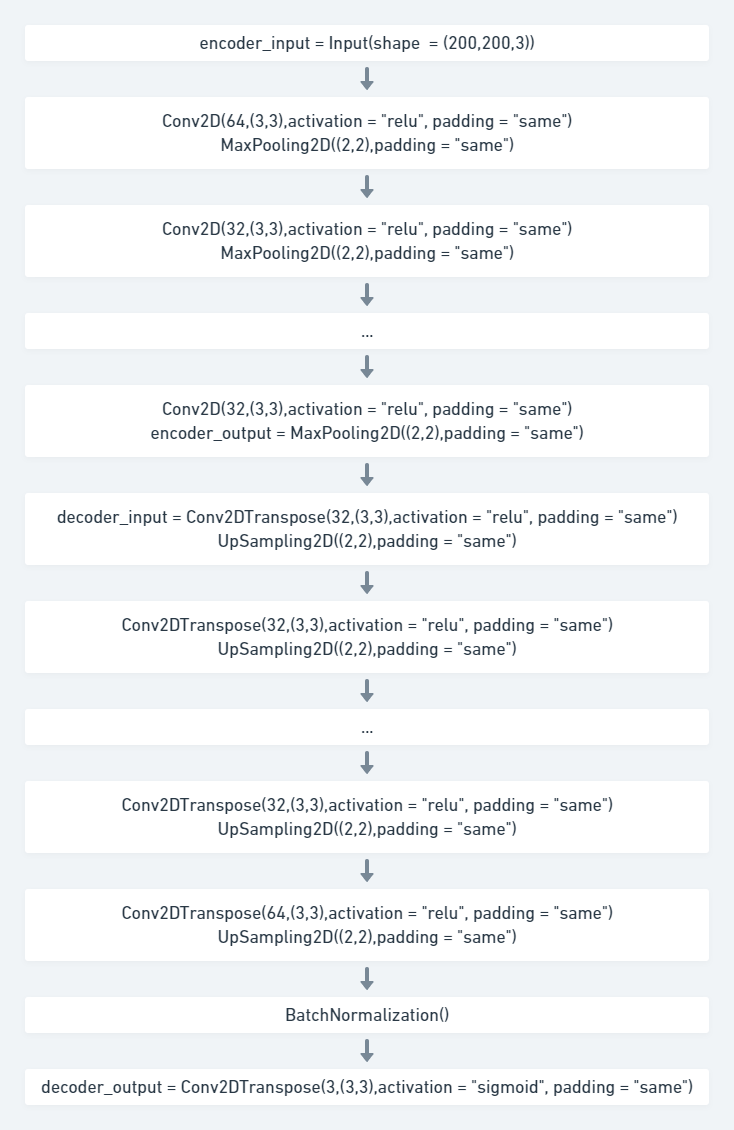 encoder_input = Input(shape  = (200,200,3))
Conv2D(64,(3,3),activation = "relu", padding = "same")
MaxPooling2D((2,2),padding = "same")
Conv2D(32,(3,3),activation = "relu", padding = "same")
MaxPooling2D((2,2),padding = "same")
...
Conv2D(32,(3,3),activation = "relu", padding = "same")
encoder_output = MaxPooling2D((2,2),padding = "same")
decoder_input = Conv2DTranspose(32,(3,3),activation = "relu", padding = "same")
UpSampling2D((2,2),padding = "same")
Conv2DTranspose(32,(3,3),activation = "relu", padding = "same")
UpSampling2D((2,2),padding = "same")
...
Conv2DTranspose(32,(3,3),activation = "relu", padding = "same")
UpSampling2D((2,2),padding = "same")
Conv2DTranspose(64,(3,3),activation = "relu", padding = "same")
UpSampling2D((2,2),padding = "same")
BatchNormalization()
decoder_output = Conv2DTranspose(3,(3,3),activation = "sigmoid", padding = "same")